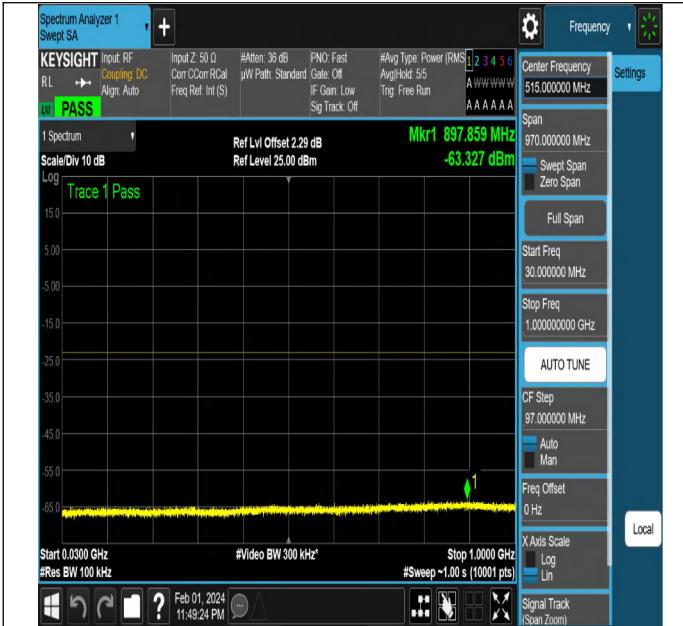 Spectrum Analyzer 1
Swept SA
Frequency
KEYSIGHT
RL
Input: RF
Coupling: DC
Align: Auto
Input Z: 50 Ω
Corr CCorr RCal
Freq Ref: Int (S)
#Atten: 36 dB
µW Path: Standard
PNO: Fast
Gate: Off
IF Gain: Low
Sig Track: Off
#Avg Type: Power (RMS
Avg|Hold: 5/5
Trig: Free Run
1 2 3 4 5 6
A W W W W W
A A A A A A
LXI PASS
1 Spectrum
Scale/Div 10 dB
Ref Lvl Offset 2.29 dB
Ref Level 25.00 dBm
Mkr1 897.859 MHz
-63.327 dBm
Log
Trace 1 Pass
15.0
5.00
-5.00
-15.0
-25.0
-35.0
-45.0
-55.0
-65.0
1
Start 0.0300 GHz
#Res BW 100 kHz
#Video BW 300 kHz*
Stop 1.0000 GHz
#Sweep ~1.00 s (10001 pts)
Feb 01, 2024
11:49:24 PM
?
Center Frequency
515.000000 MHz
Span
970.000000 MHz
Swept Span
Zero Span
Full Span
Start Freq
30.000000 MHz
Stop Freq
1.000000000 GHz
AUTO TUNE
CF Step
97.000000 MHz
Auto
Man
Freq Offset
0 Hz
X Axis Scale
Log
Lin
Signal Track
(Span Zoom)
Settings
Local